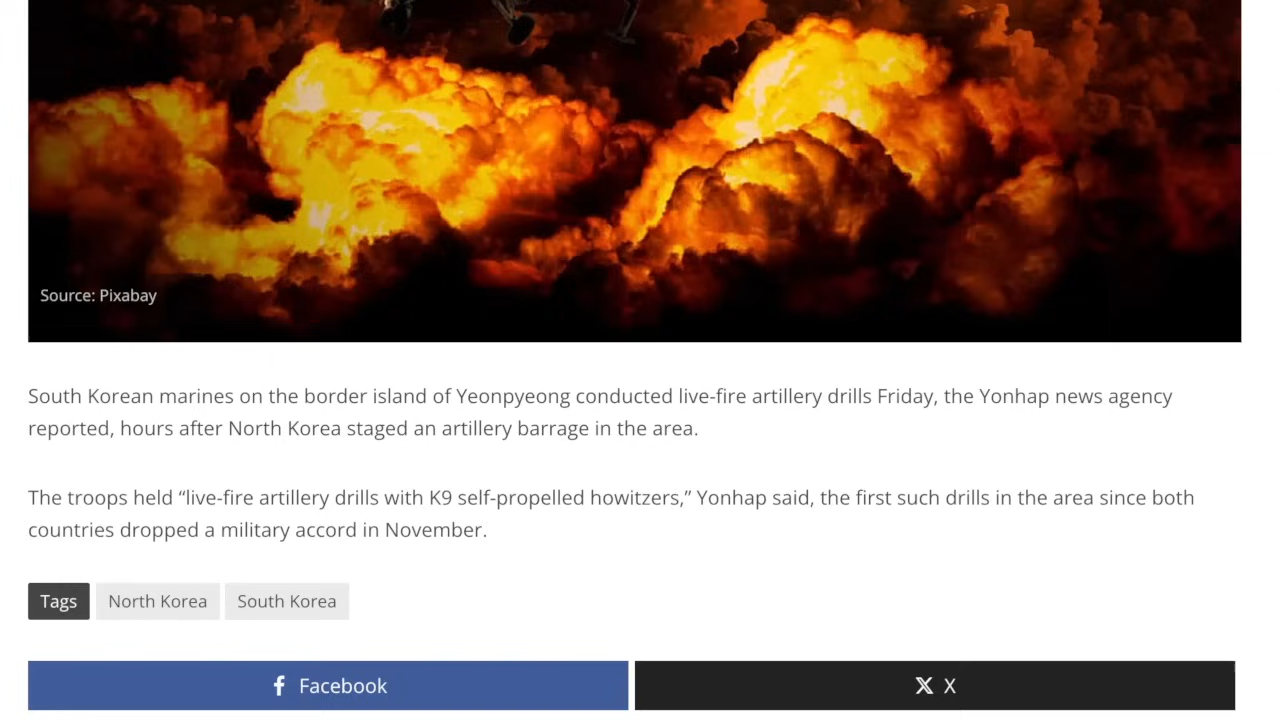 Source: Pixabay
South Korean marines on the border island of Yeonpyeong conducted live-fire artillery drills Friday, the Yonhap news agency
reported, hours after North Korea staged an artillery barrage in the area.
The troops held “live-fire artillery drills with K9 self-propelled howitzers,” Yonhap said, the first such drills in the area since both
countries dropped a military accord in November.
Tags North Korea South Korea
Facebook X